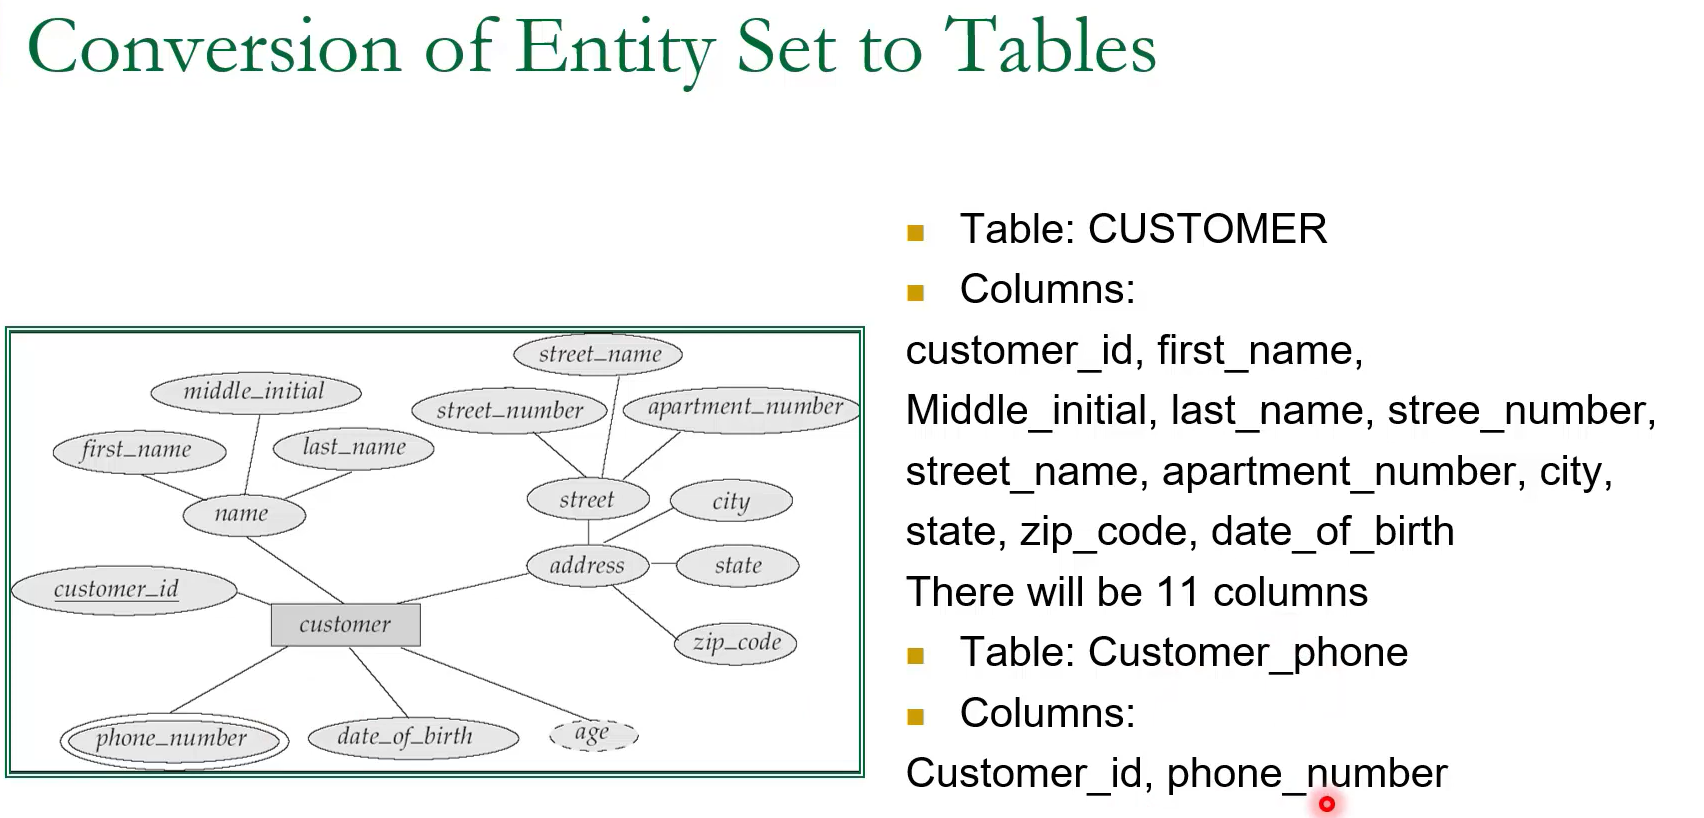 Conversion of Entity Set to Tables
street_name
middle_initial
street_number
apartment_number
first_name
last_name
street
city
name
address
state
customer_id
customer
zip_code
phone_number
date_of_birth
age
Table: CUSTOMER
Columns:
customer_id, first_name,
Middle_initial, last_name, stree_number,
street_name, apartment_number, city,
state, zip_code, date_of_birth
There will be 11 columns
Table: Customer_phone
Columns:
Customer_id, phone_number